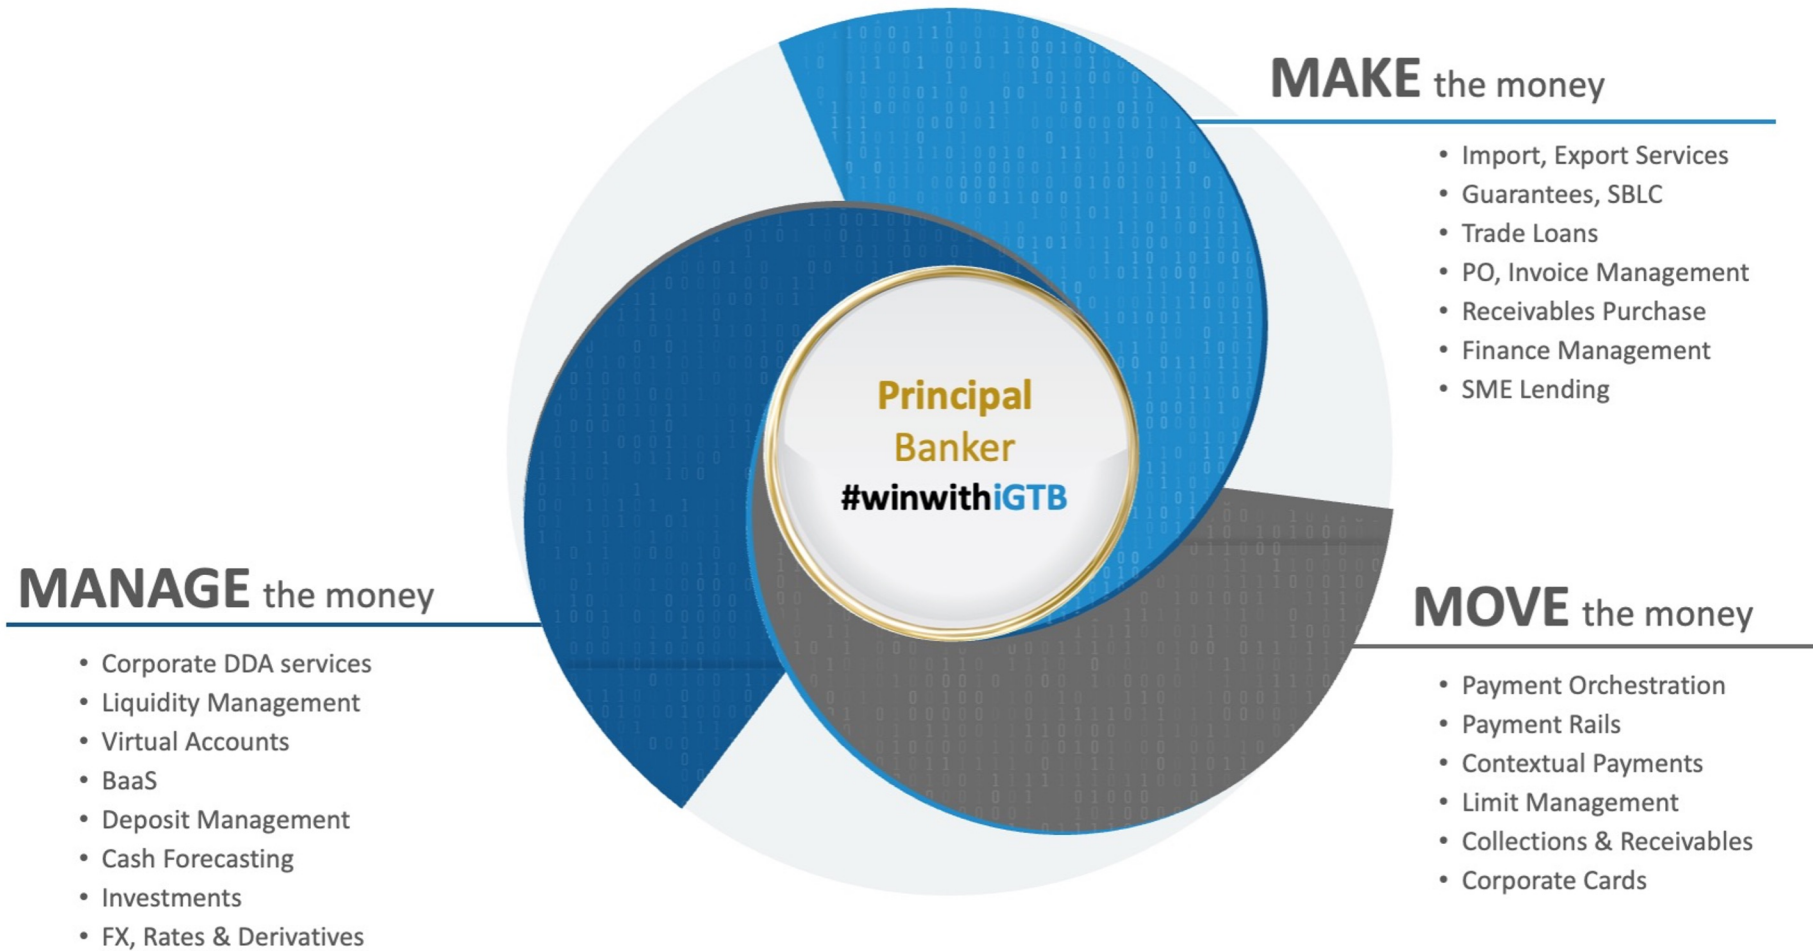 MAKE the money
• Import, Export Services
• Guarantees, SBLC
• Trade Loans
• PO, Invoice Management
• Receivables Purchase
• Finance Management
• SME Lending
Principal
Banker
#winwithiGTB
MANAGE the money
• Corporate DDA services
• Liquidity Management
• Virtual Accounts
• BaaS
• Deposit Management
• Cash Forecasting
• Investments
• FX, Rates & Derivatives
MOVE the money
• Payment Orchestration
• Payment Rails
• Contextual Payments
• Limit Management
• Collections & Receivables
• Corporate Cards